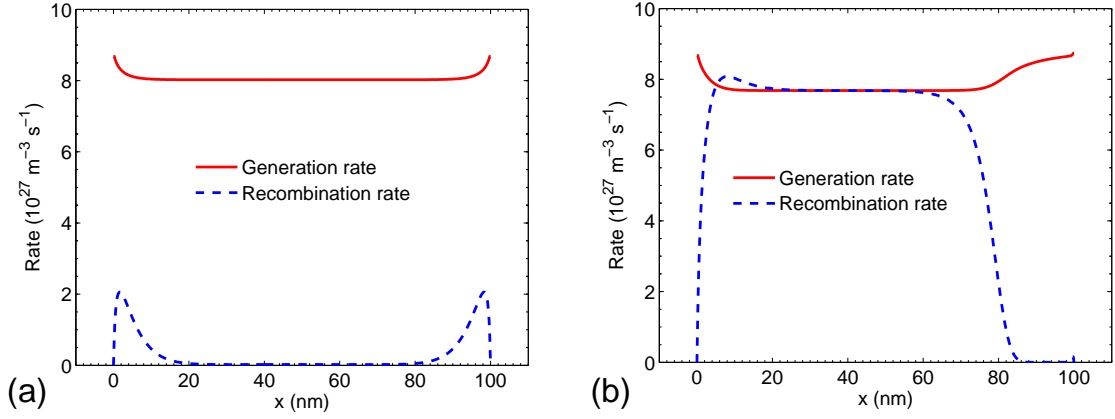 10
8
6
4
2
0
Rate (10^27 m^−3 s^−1)
Generation rate
Recombination rate
0 20 40 60 80 100
x (nm)
(a)
10
8
6
4
2
0
Rate (10^27 m^−3 s^−1)
Generation rate
Recombination rate
0 20 40 60 80 100
x (nm)
(b)